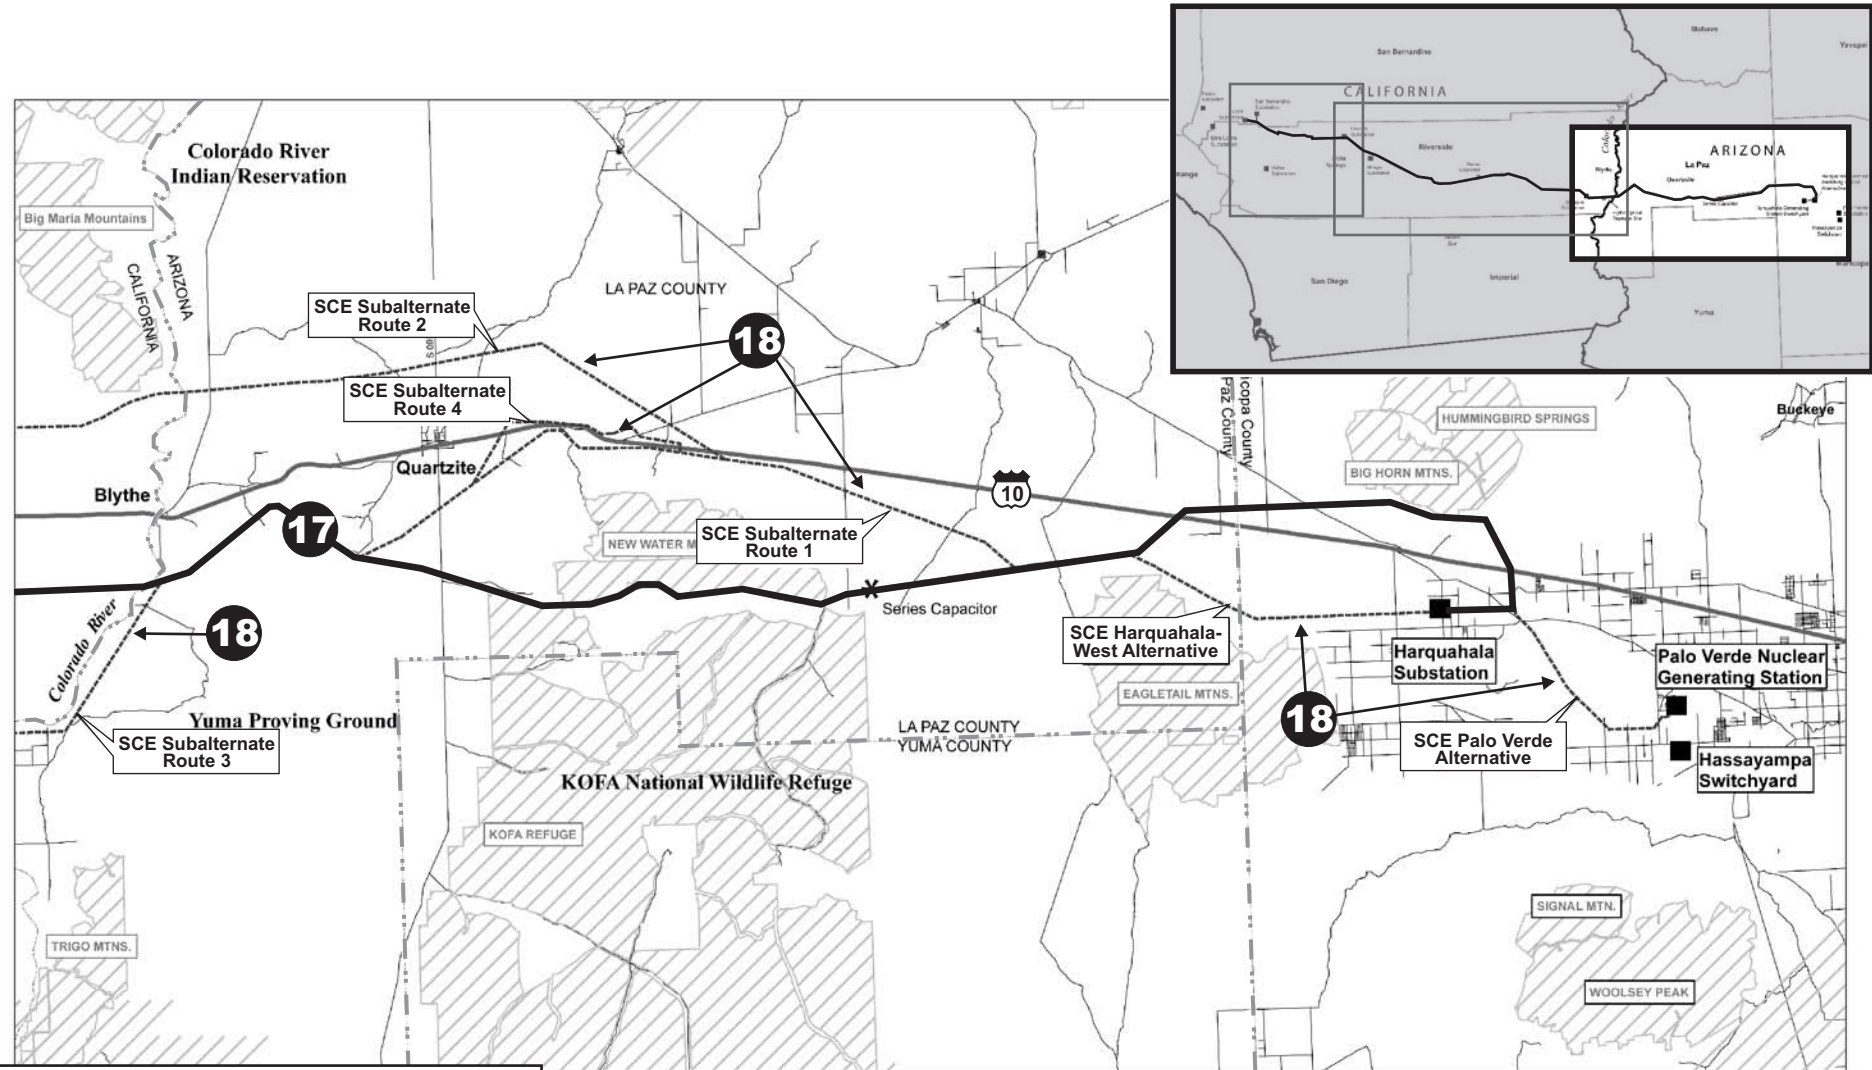 San Bernardino
Mohave
Yavapai
CALIFORNIA
Riverside
Colorado
ARIZONA
La Paz
Quartzsite
Blythe
San Diego
Imperial
Yuma
Colorado River
Indian Reservation
Big Maria Mountains
ARIZONA
CALIFORNIA
LA PAZ COUNTY
SCE Subalternate
Route 2
18
SCE Subalternate
Route 4
HUMMINGBIRD SPRINGS
Buckeye
BIG HORN MTNS.
Paz County
icopa County
Quartzite
Blythe
10
17
NEW WATER M
SCE Subalternate
Route 1
Series Capacitor
18
Colorado River
SCE Harquahala-
West Alternative
Harquahala
Substation
Palo Verde Nuclear
Generating Station
EAGLETAIL MTNS.
18
Yuma Proving Ground
LA PAZ COUNTY
YUMA COUNTY
SCE Subalternate
Route 3
SCE Palo Verde
Alternative
Hassayampa
Switchyard
KOFA National Wildlife Refuge
KOFA REFUGE
SIGNAL MTN.
TRIGO MTNS.
WOOLSEY PEAK